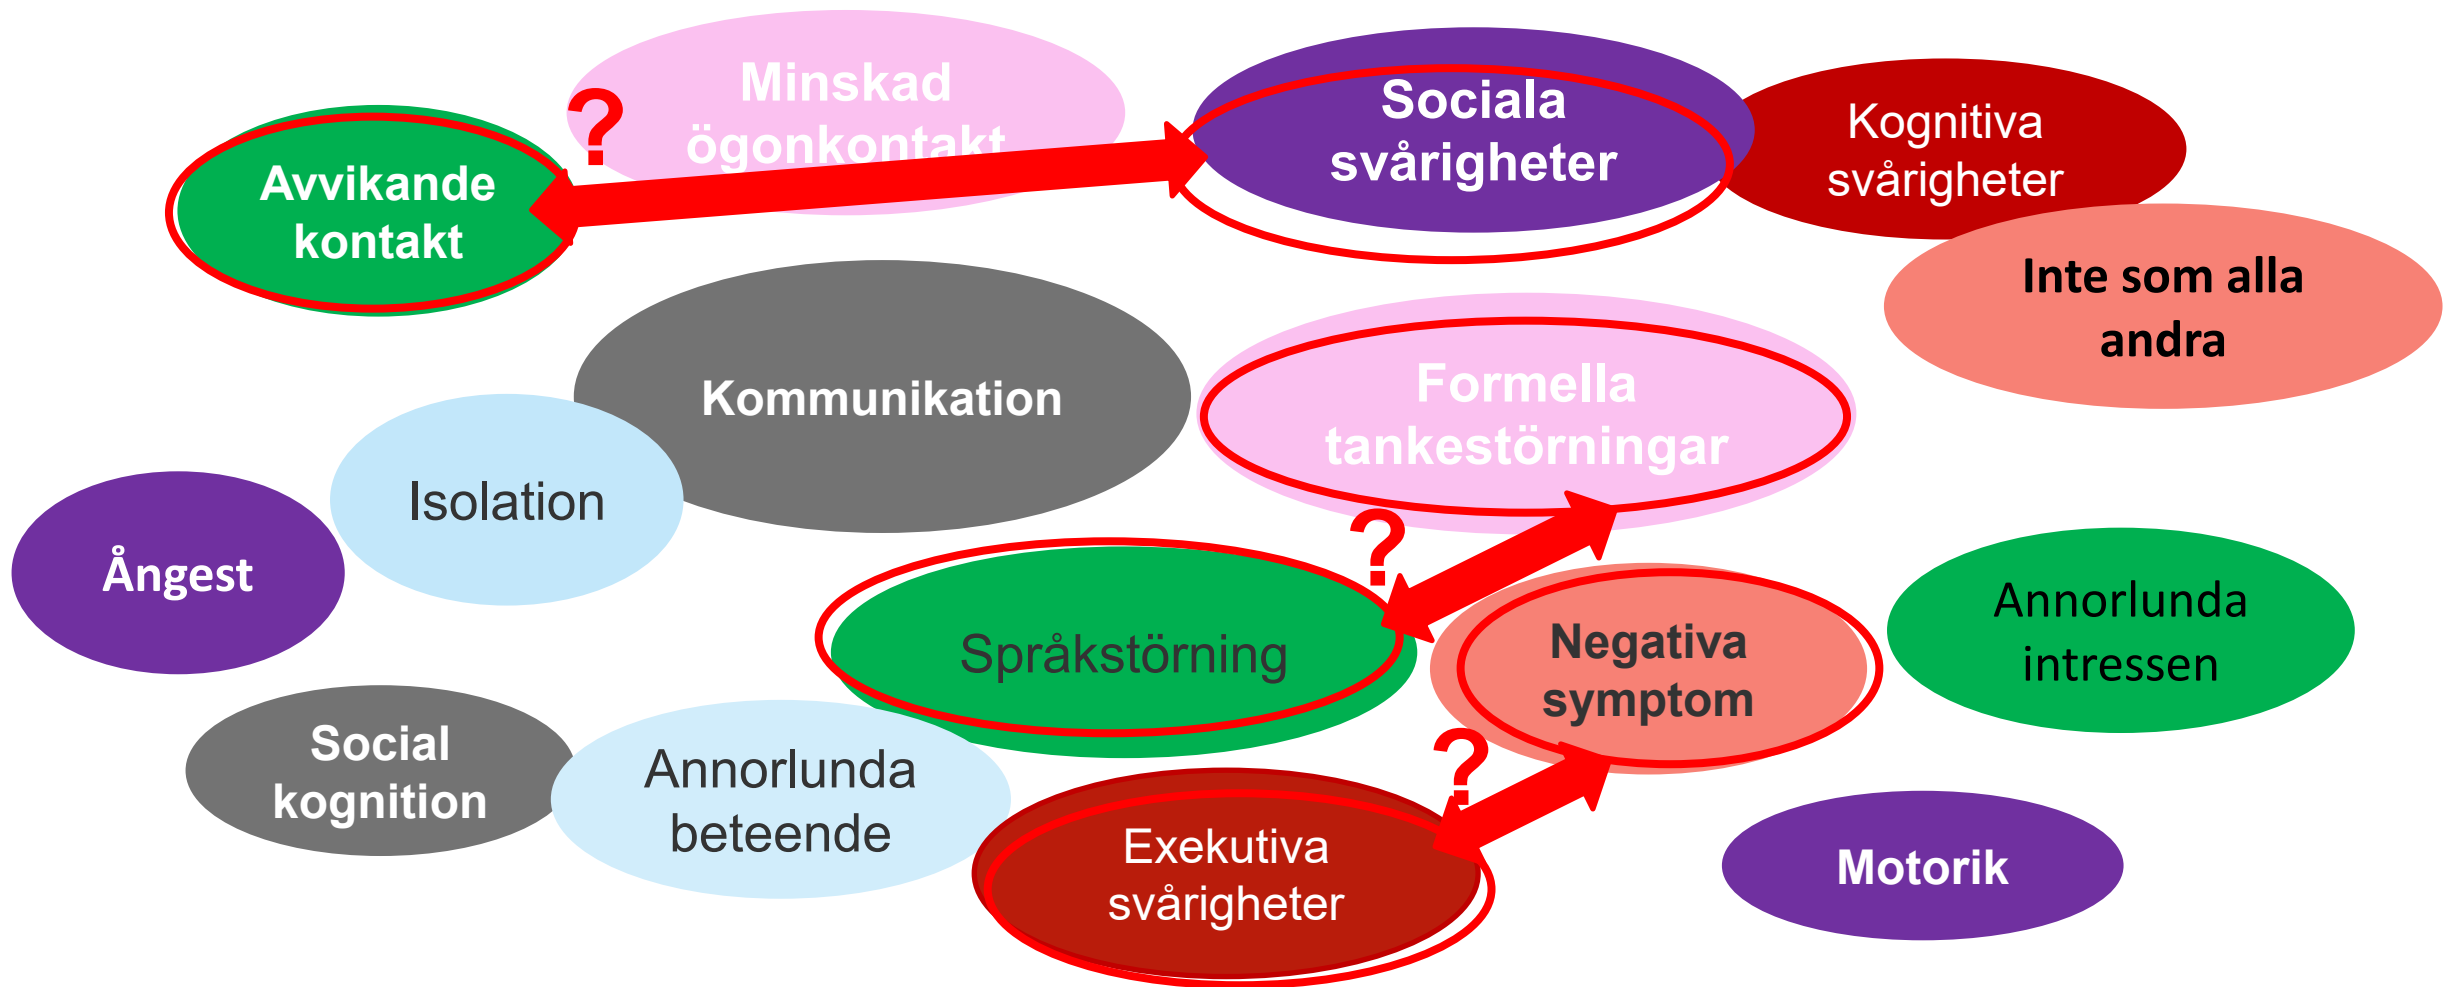 Minskad
ögonkontakt
?
Sociala
svårigheter
Kognitiva
svårigheter
Avvikande
kontakt
Inte som alla
andra
Kommunikation
Formella
tankestörningar
Isolation
?
Ångest
Språkstörning
Negativa
symptom
Annorlunda
intressen
Social
kognition
Annorlunda
beteende
?
Exekutiva
svårigheter
Motorik